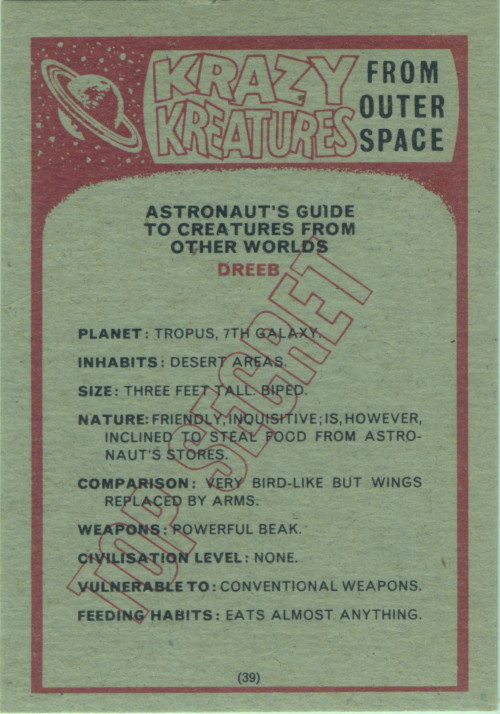 KRAZY
KREATURES
FROM
OUTER
SPACE
ASTRONAUT'S GUIDE
TO CREATURES FROM
OTHER WORLDS
DREEB
PLANET: TROPUS, 7TH GALAXY.
INHABITS: DESERT AREAS.
SIZE: THREE FEET TALL. BIPED.
NATURE: FRIENDLY, INQUISITIVE; IS, HOWEVER,
INCLINED TO STEAL FOOD FROM ASTRO-
NAUT'S STORES.
COMPARISON: VERY BIRD-LIKE BUT WINGS
REPLACED BY ARMS.
WEAPONS: POWERFUL BEAK.
CIVILISATION LEVEL: NONE.
VULNERABLE TO: CONVENTIONAL WEAPONS.
FEEDING HABITS: EATS ALMOST ANYTHING.
TOP SECRET
(39)